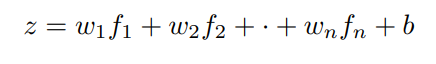 z = w₁f₁ + w₂f₂ + · + wₙfₙ + b